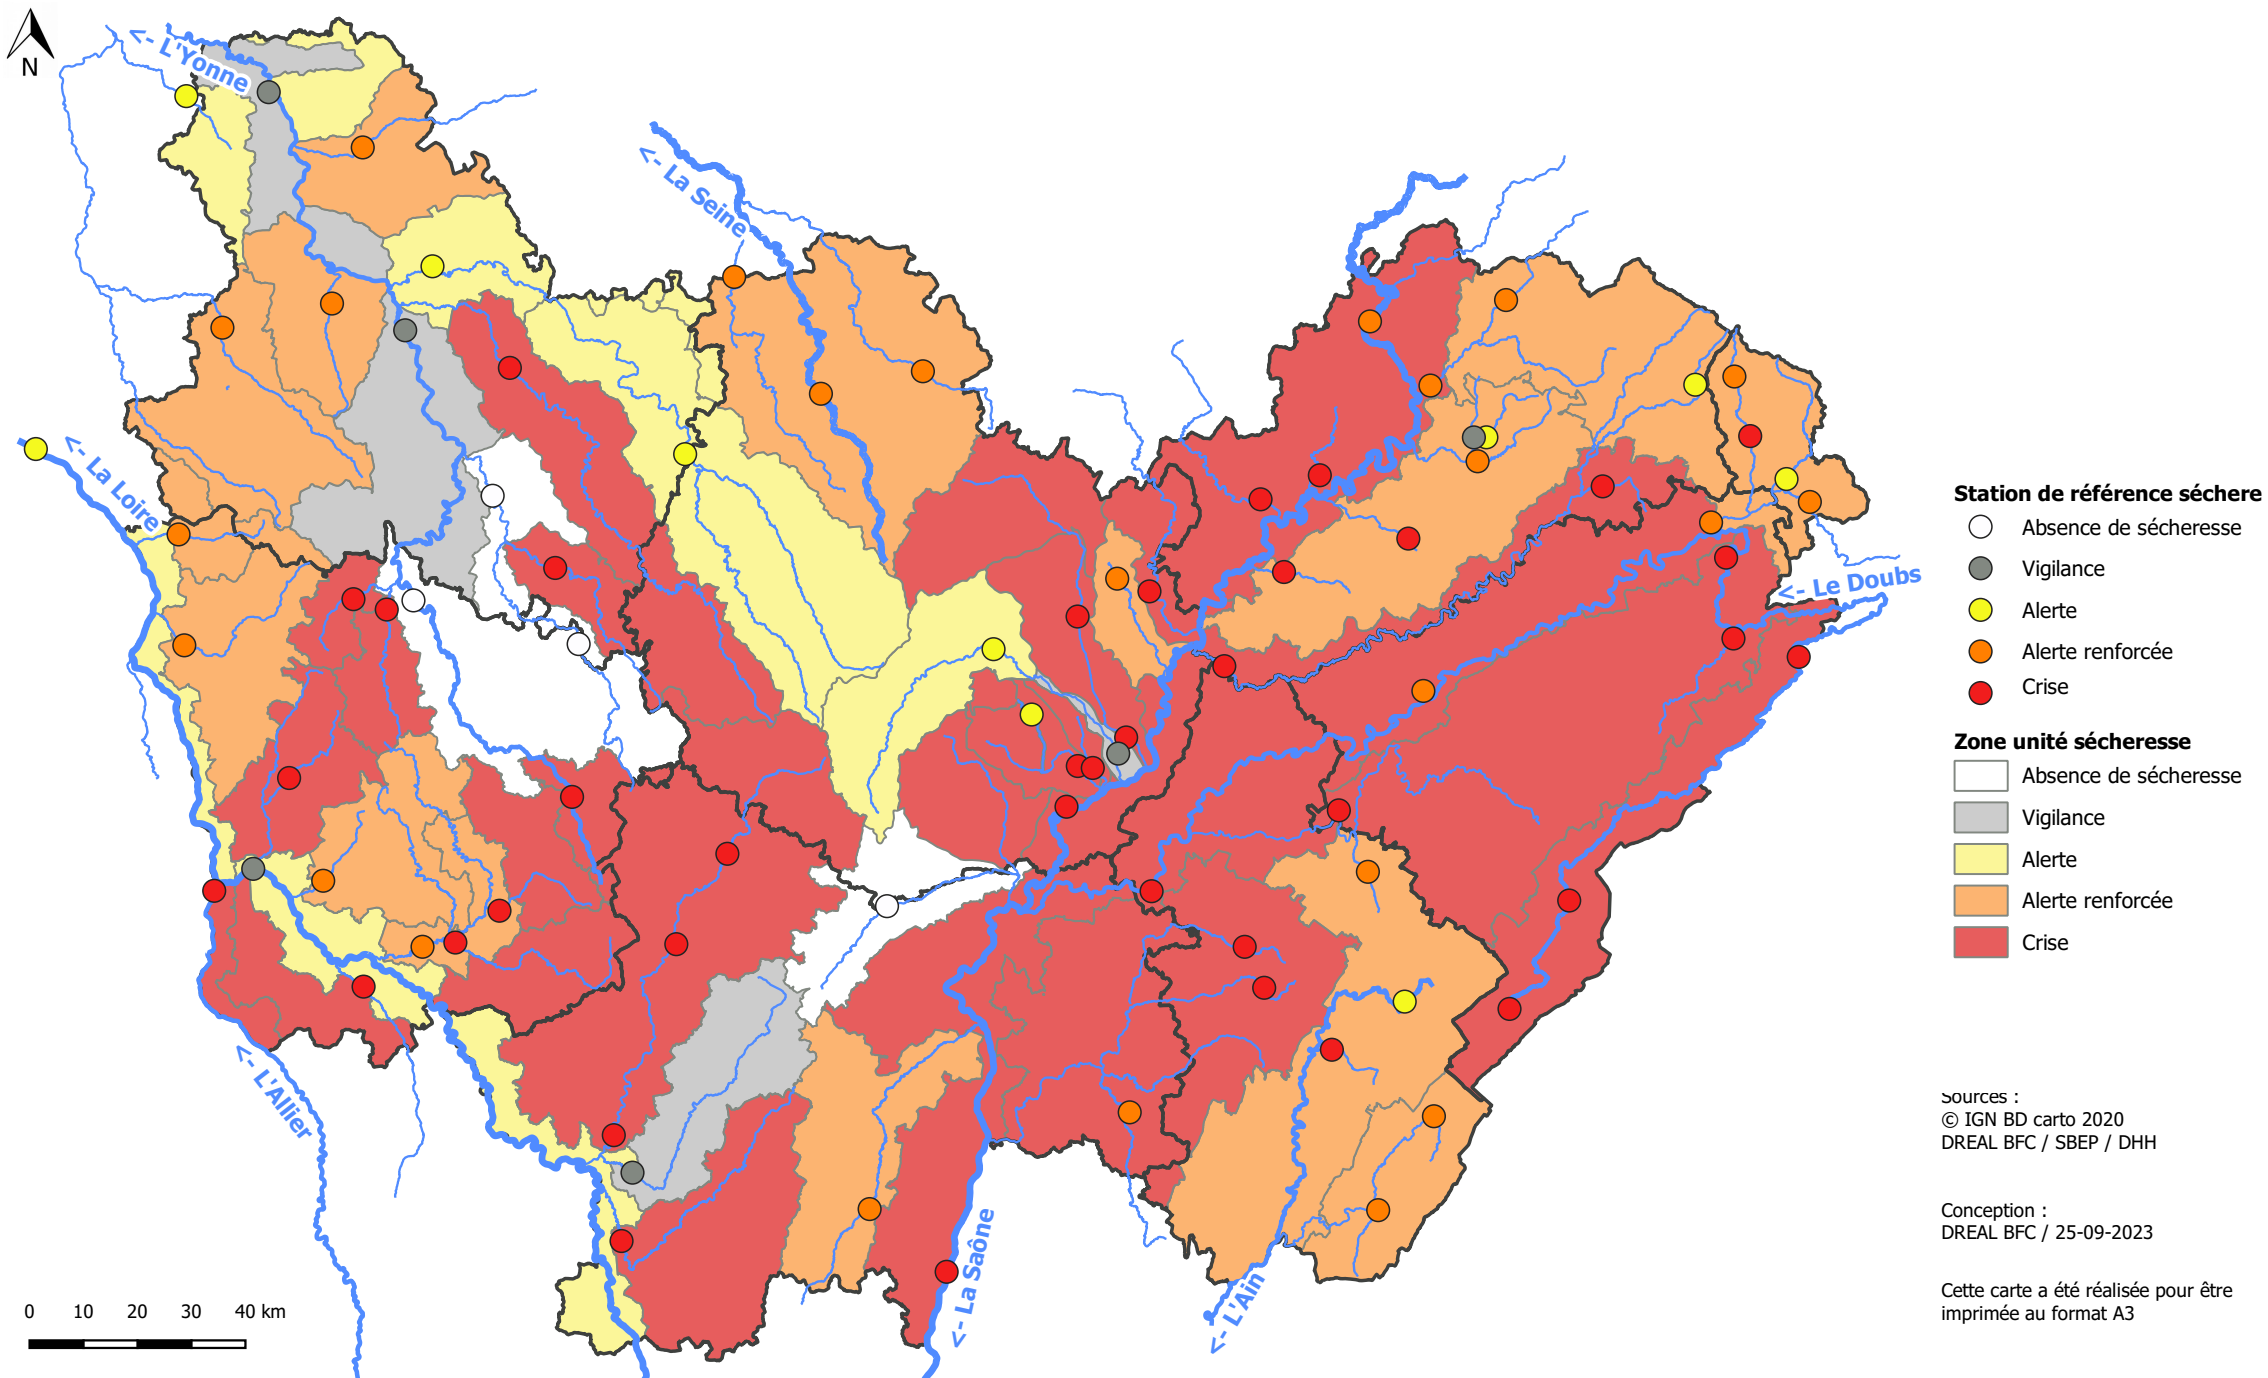 N
<- L'Yonne
<- La Seine
<- La Loire
<- Le Doubs
<- L'Allier
<- La Saône
<- L'Ain
0 10 20 30 40 km
Station de référence séchere
Absence de sécheresse
Vigilance
Alerte
Alerte renforcée
Crise
Zone unité sécheresse
Absence de sécheresse
Vigilance
Alerte
Alerte renforcée
Crise
Sources :
© IGN BD carto 2020
DREAL BFC / SBEP / DHH
Conception :
DREAL BFC / 25-09-2023
Cette carte a été réalisée pour être
imprimée au format A3